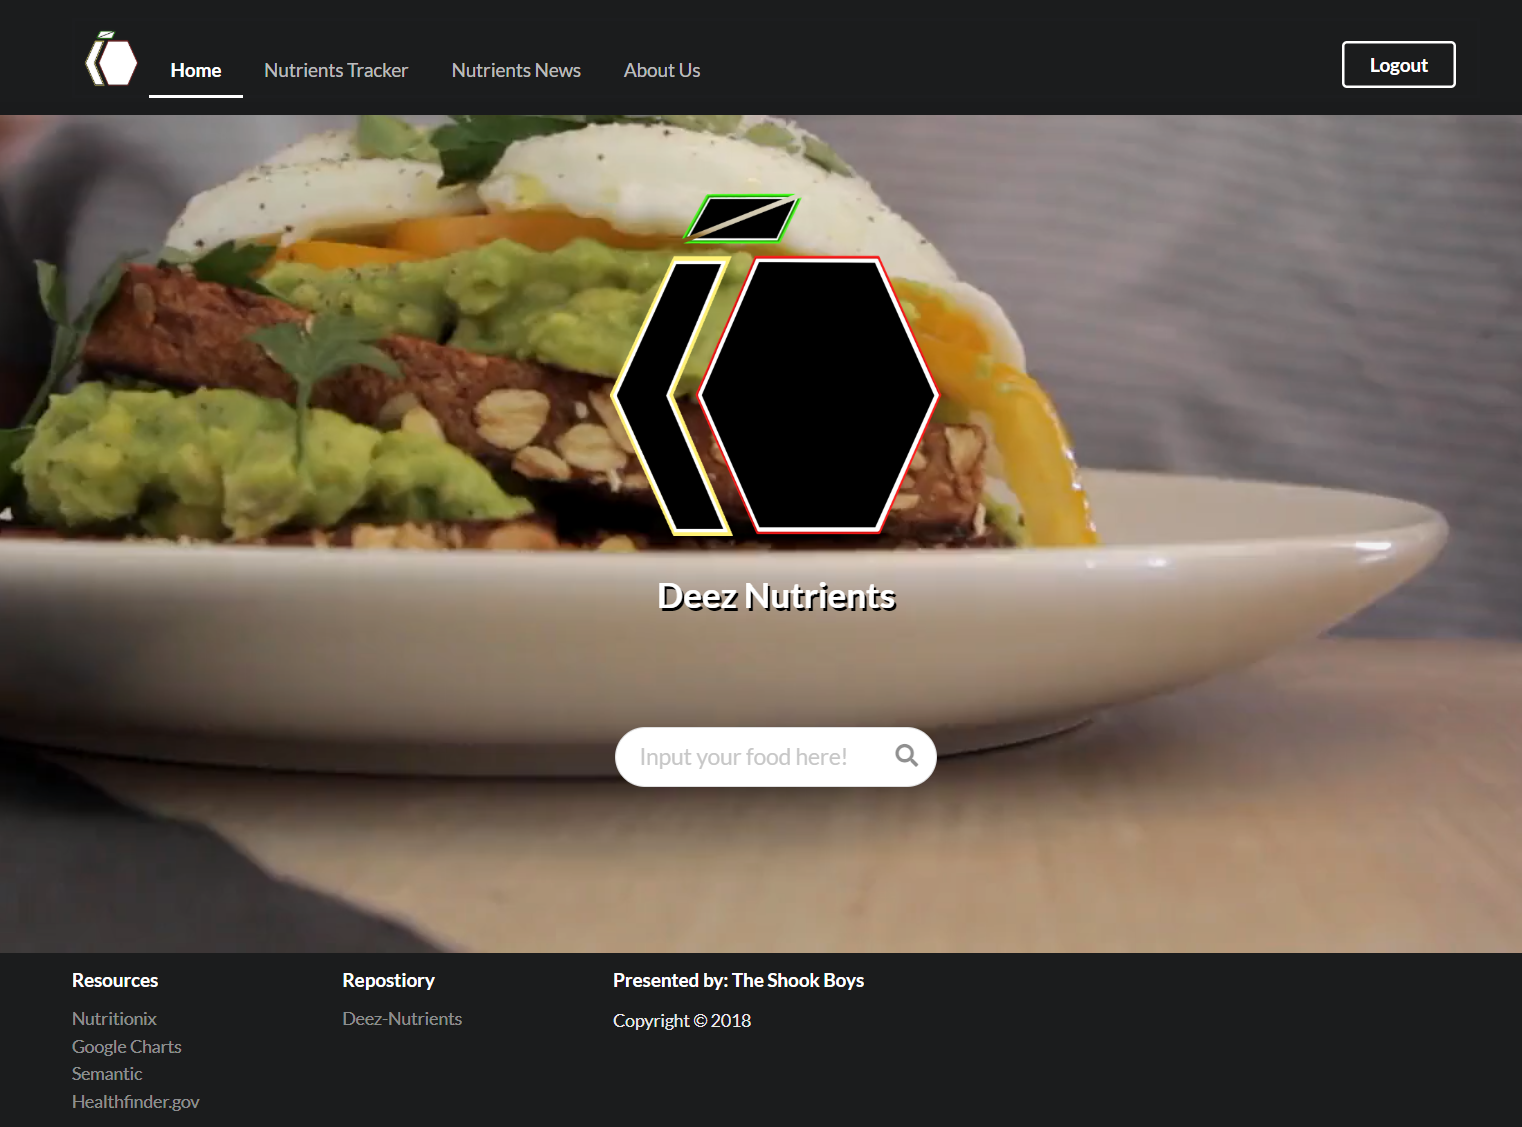 Home
Nutrients Tracker
Nutrients News
About Us
Logout
Deez Nutrients
Input your food here!
Resources
Nutritionix
Google Charts
Semantic
Healthfinder.gov
Repostiory
Deez-Nutrients
Presented by: The Shook Boys
Copyright © 2018